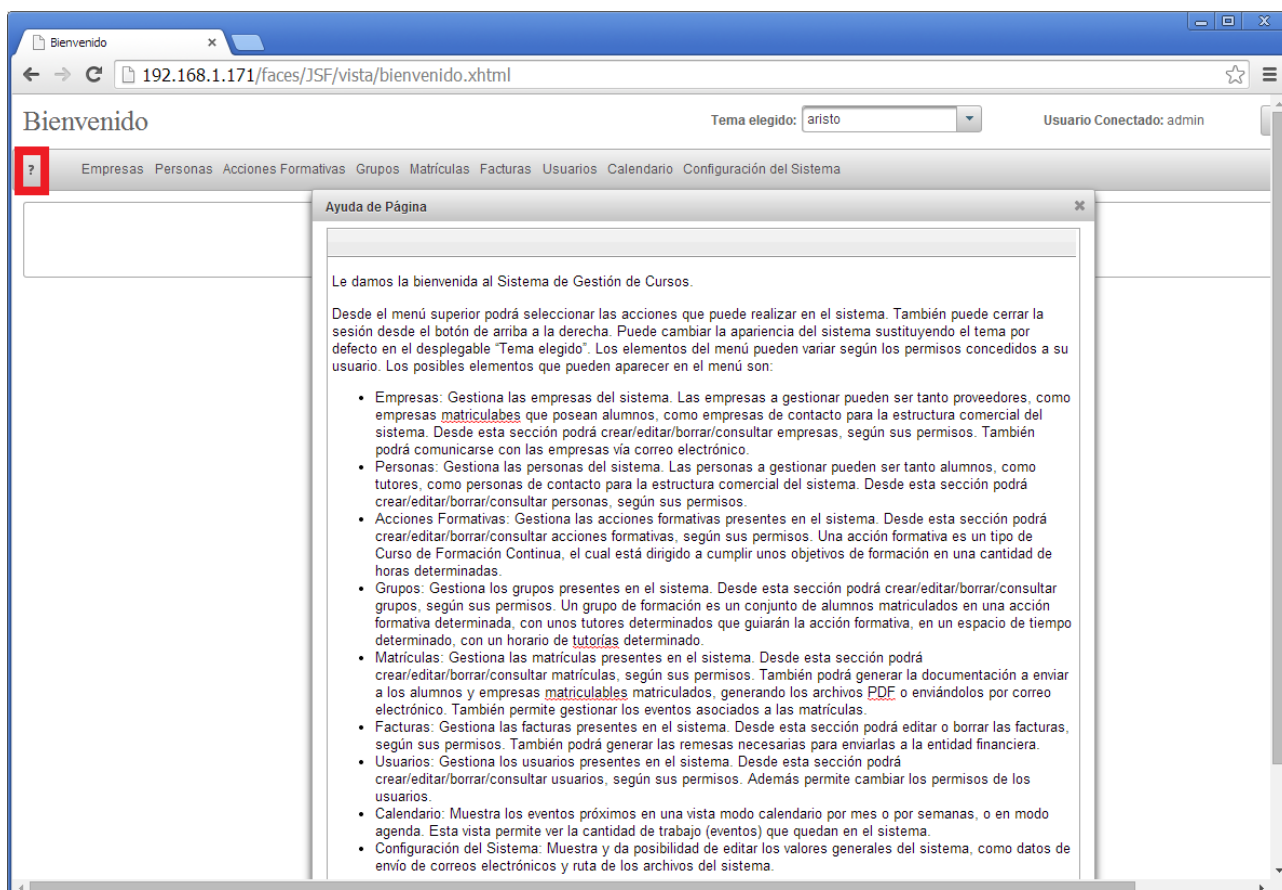 Bienvenido
192.168.1.171/faces/JSF/vista/bienvenido.xhtml
Bienvenido
Tema elegido: aristo
Usuario Conectado: admin
? Empresas Personas Acciones Formativas Grupos Matrículas Facturas Usuarios Calendario Configuración del Sistema
Ayuda de Página
Le damos la bienvenida al Sistema de Gestión de Cursos.
Desde el menú superior podrá seleccionar las acciones que puede realizar en el sistema. También puede cerrar la
sesión desde el botón de arriba a la derecha. Puede cambiar la apariencia del sistema sustituyendo el tema por
defecto en el desplegable “Tema elegido”. Los elementos del menú pueden variar según los permisos concedidos a su
usuario. Los posibles elementos que pueden aparecer en el menú son:
• Empresas: Gestiona las empresas del sistema. Las empresas a gestionar pueden ser tanto proveedores, como
empresas matriculabes que posean alumnos, como empresas de contacto para la estructura comercial del
sistema. Desde esta sección podrá crear/editar/borrar/consultar empresas, según sus permisos. También
podrá comunicarse con las empresas vía correo electrónico.
• Personas: Gestiona las personas del sistema. Las personas a gestionar pueden ser tanto alumnos, como
tutores, como personas de contacto para la estructura comercial del sistema. Desde esta sección podrá
crear/editar/borrar/consultar personas, según sus permisos.
• Acciones Formativas: Gestiona las acciones formativas presentes en el sistema. Desde esta sección podrá
crear/editar/borrar/consultar acciones formativas, según sus permisos. Una acción formativa es un tipo de
Curso de Formación Continua, el cual está dirigido a cumplir unos objetivos de formación en una cantidad de
horas determinadas.
• Grupos: Gestiona los grupos presentes en el sistema. Desde esta sección podrá crear/editar/borrar/consultar
grupos, según sus permisos. Un grupo de formación es un conjunto de alumnos matriculados en una acción
formativa determinada, con unos tutores determinados que guiarán la acción formativa, en un espacio de tiempo
determinado, con un horario de tutorías determinado.
• Matrículas: Gestiona las matrículas presentes en el sistema. Desde esta sección podrá
crear/editar/borrar/consultar matrículas, según sus permisos. También podrá generar la documentación a enviar
a los alumnos y empresas matriculables matriculados, generando los archivos PDF o enviándolos por correo
electrónico. También permite gestionar los eventos asociados a las matrículas.
• Facturas: Gestiona las facturas presentes en el sistema. Desde esta sección podrá editar o borrar las facturas,
según sus permisos. También podrá generar las remesas necesarias para enviarlas a la entidad financiera.
• Usuarios: Gestiona los usuarios presentes en el sistema. Desde esta sección podrá
crear/editar/borrar/consultar usuarios, según sus permisos. Además permite cambiar los permisos de los
usuarios.
• Calendario: Muestra los eventos próximos en una vista modo calendario por mes o por semanas, o en modo
agenda. Esta vista permite ver la cantidad de trabajo (eventos) que quedan en el sistema.
• Configuración del Sistema: Muestra y da posibilidad de editar los valores generales del sistema, como datos de
envío de correos electrónicos y ruta de los archivos del sistema.